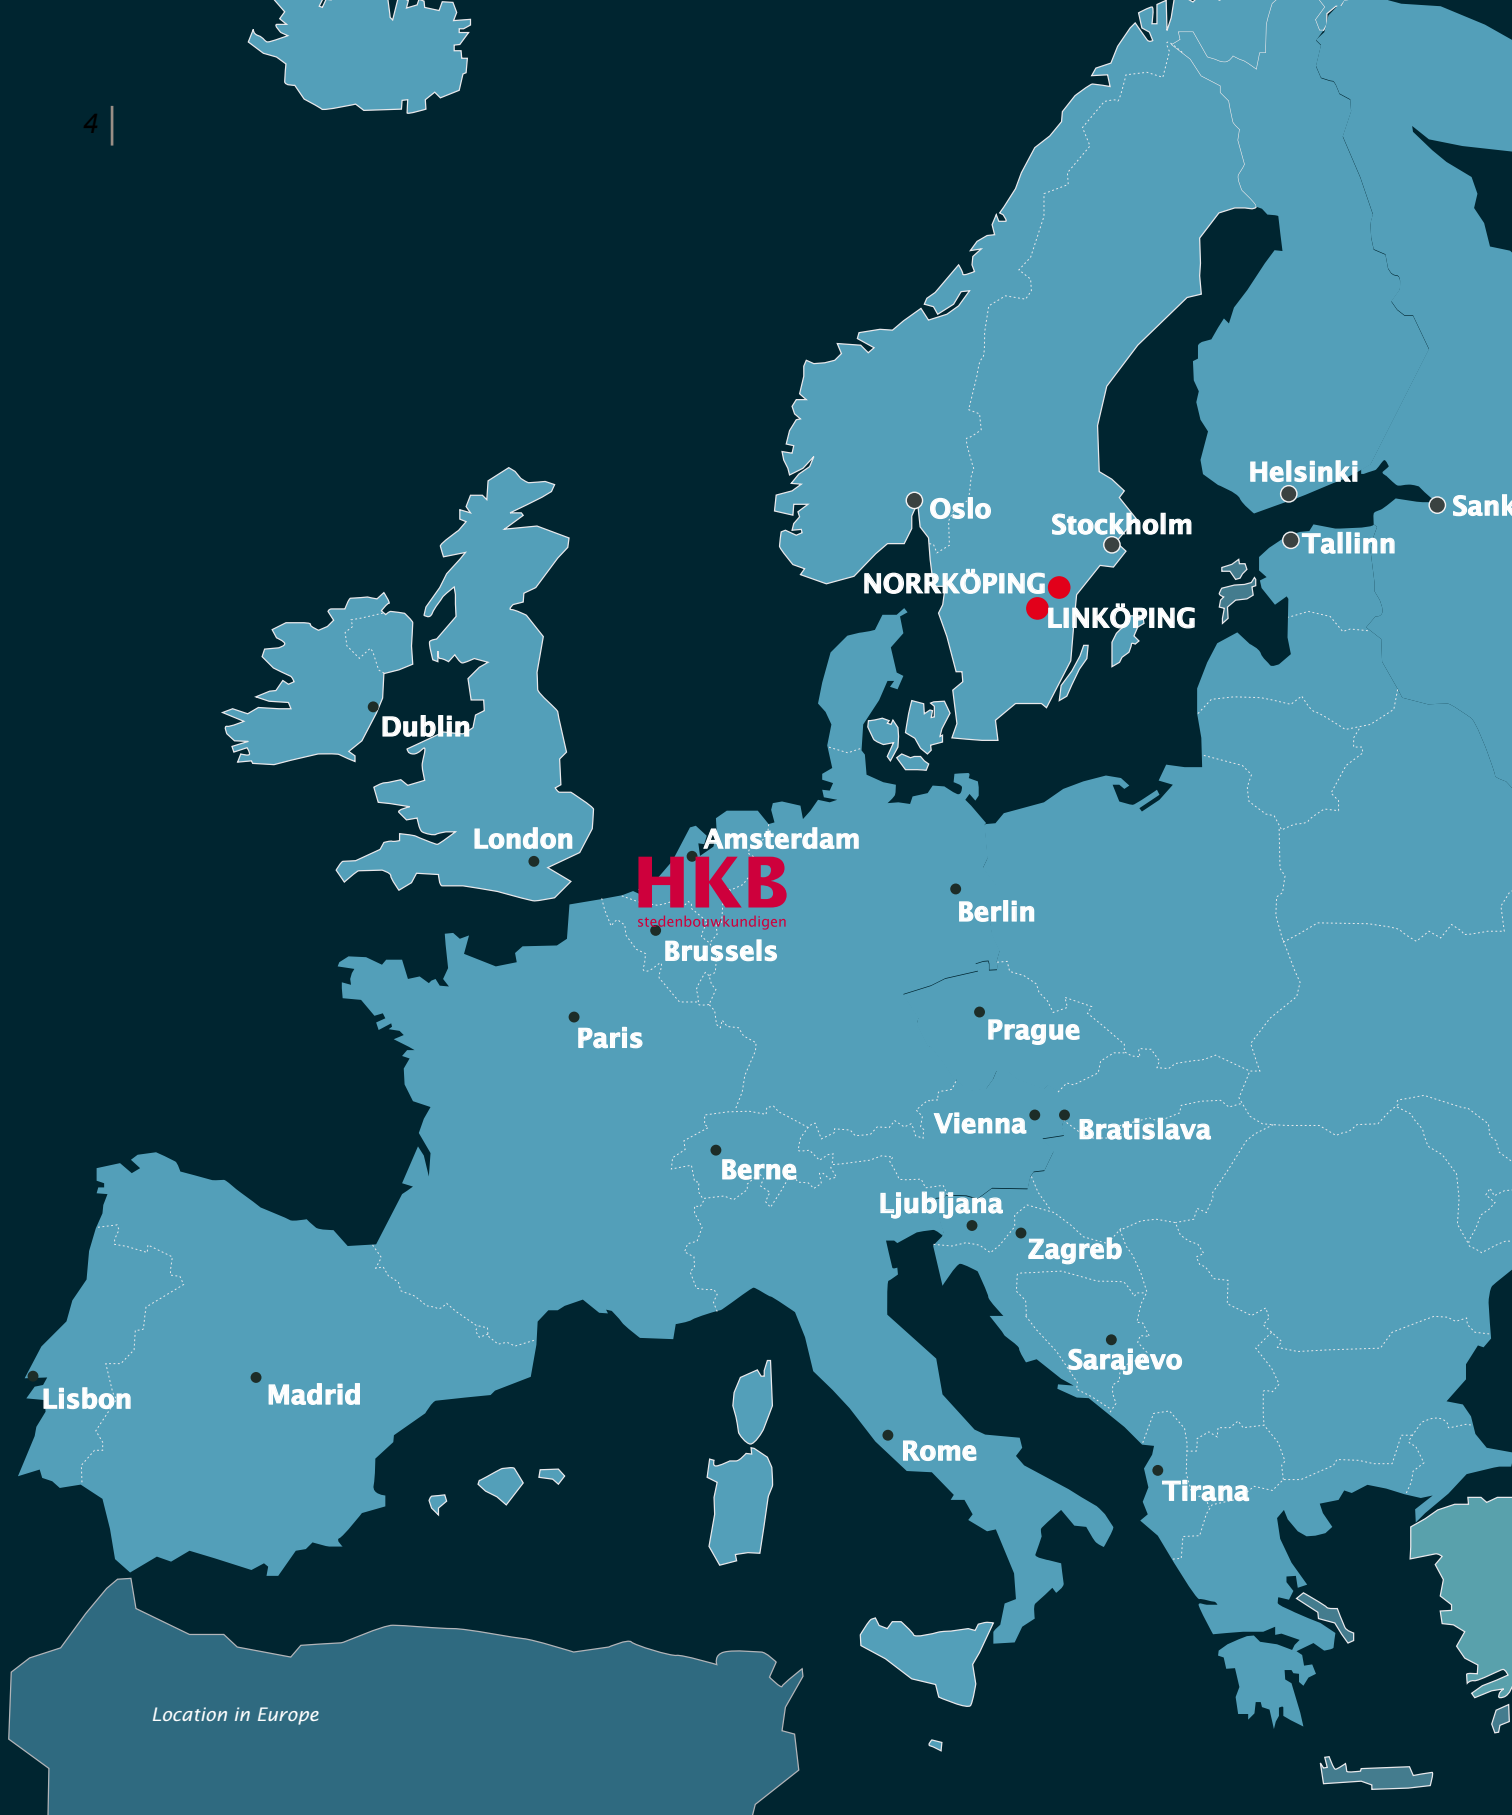 4
Helsinki
Oslo
Sank
Stockholm
Tallinn
NORRKÖPING
LINKÖPING
Dublin
London
Amsterdam
HKB
stedenbouwkundigen
Berlin
Brussels
Prague
Paris
Vienna
Bratislava
Berne
Ljubljana
Zagreb
Sarajevo
Lisbon
Madrid
Rome
Tirana
Location in Europe